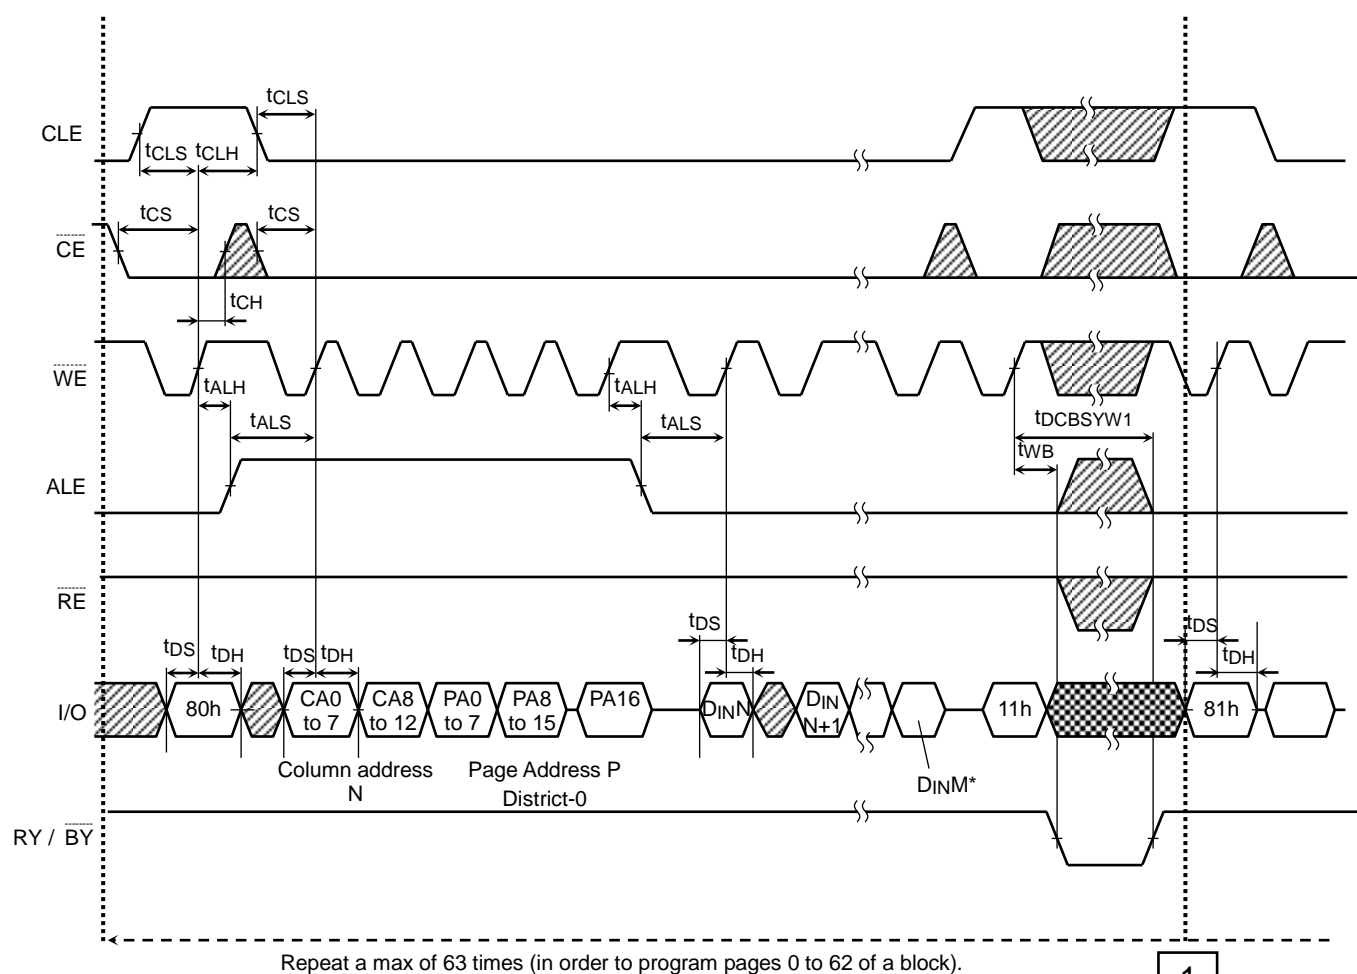 tCLS
CLE
tCLS tCLH
tCS tCS
CE
tCH
WE
tALH tALH
tALS tALS
tDCBSYW1
tWB
ALE
RE
tDS tDH tDS tDH tDS tDH tDS tDH
I/O
80h
CA0 to 7
CA8 to 12
PA0 to 7
PA8 to 15
PA16
DINN
DIN N+1
11h
81h
Column address N
Page Address P
District-0
DINM*
RY / BY
Repeat a max of 63 times (in order to program pages 0 to 62 of a block).
1